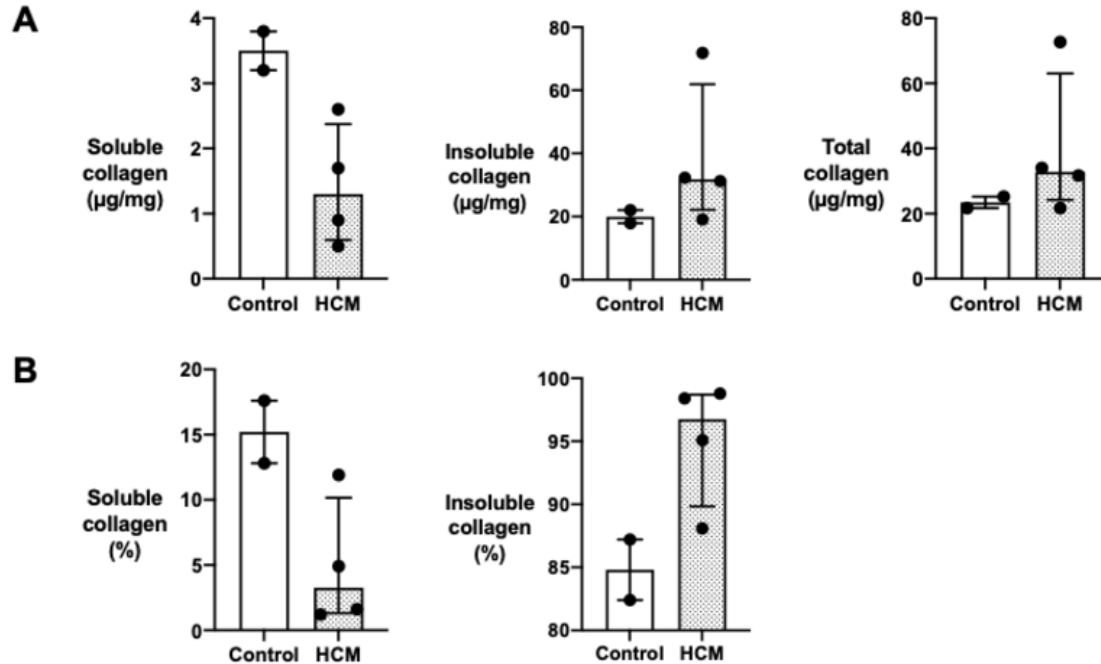 A
Soluble
collagen
(µg/mg)
4
3
2
1
0
Control HCM
Insoluble
collagen
(µg/mg)
80
60
40
20
0
Control HCM
Total
collagen
(µg/mg)
80
60
40
20
0
Control HCM
B
Soluble
collagen
(%)
20
15
10
5
0
Control HCM
Insoluble
collagen
(%)
100
95
90
85
80
Control HCM